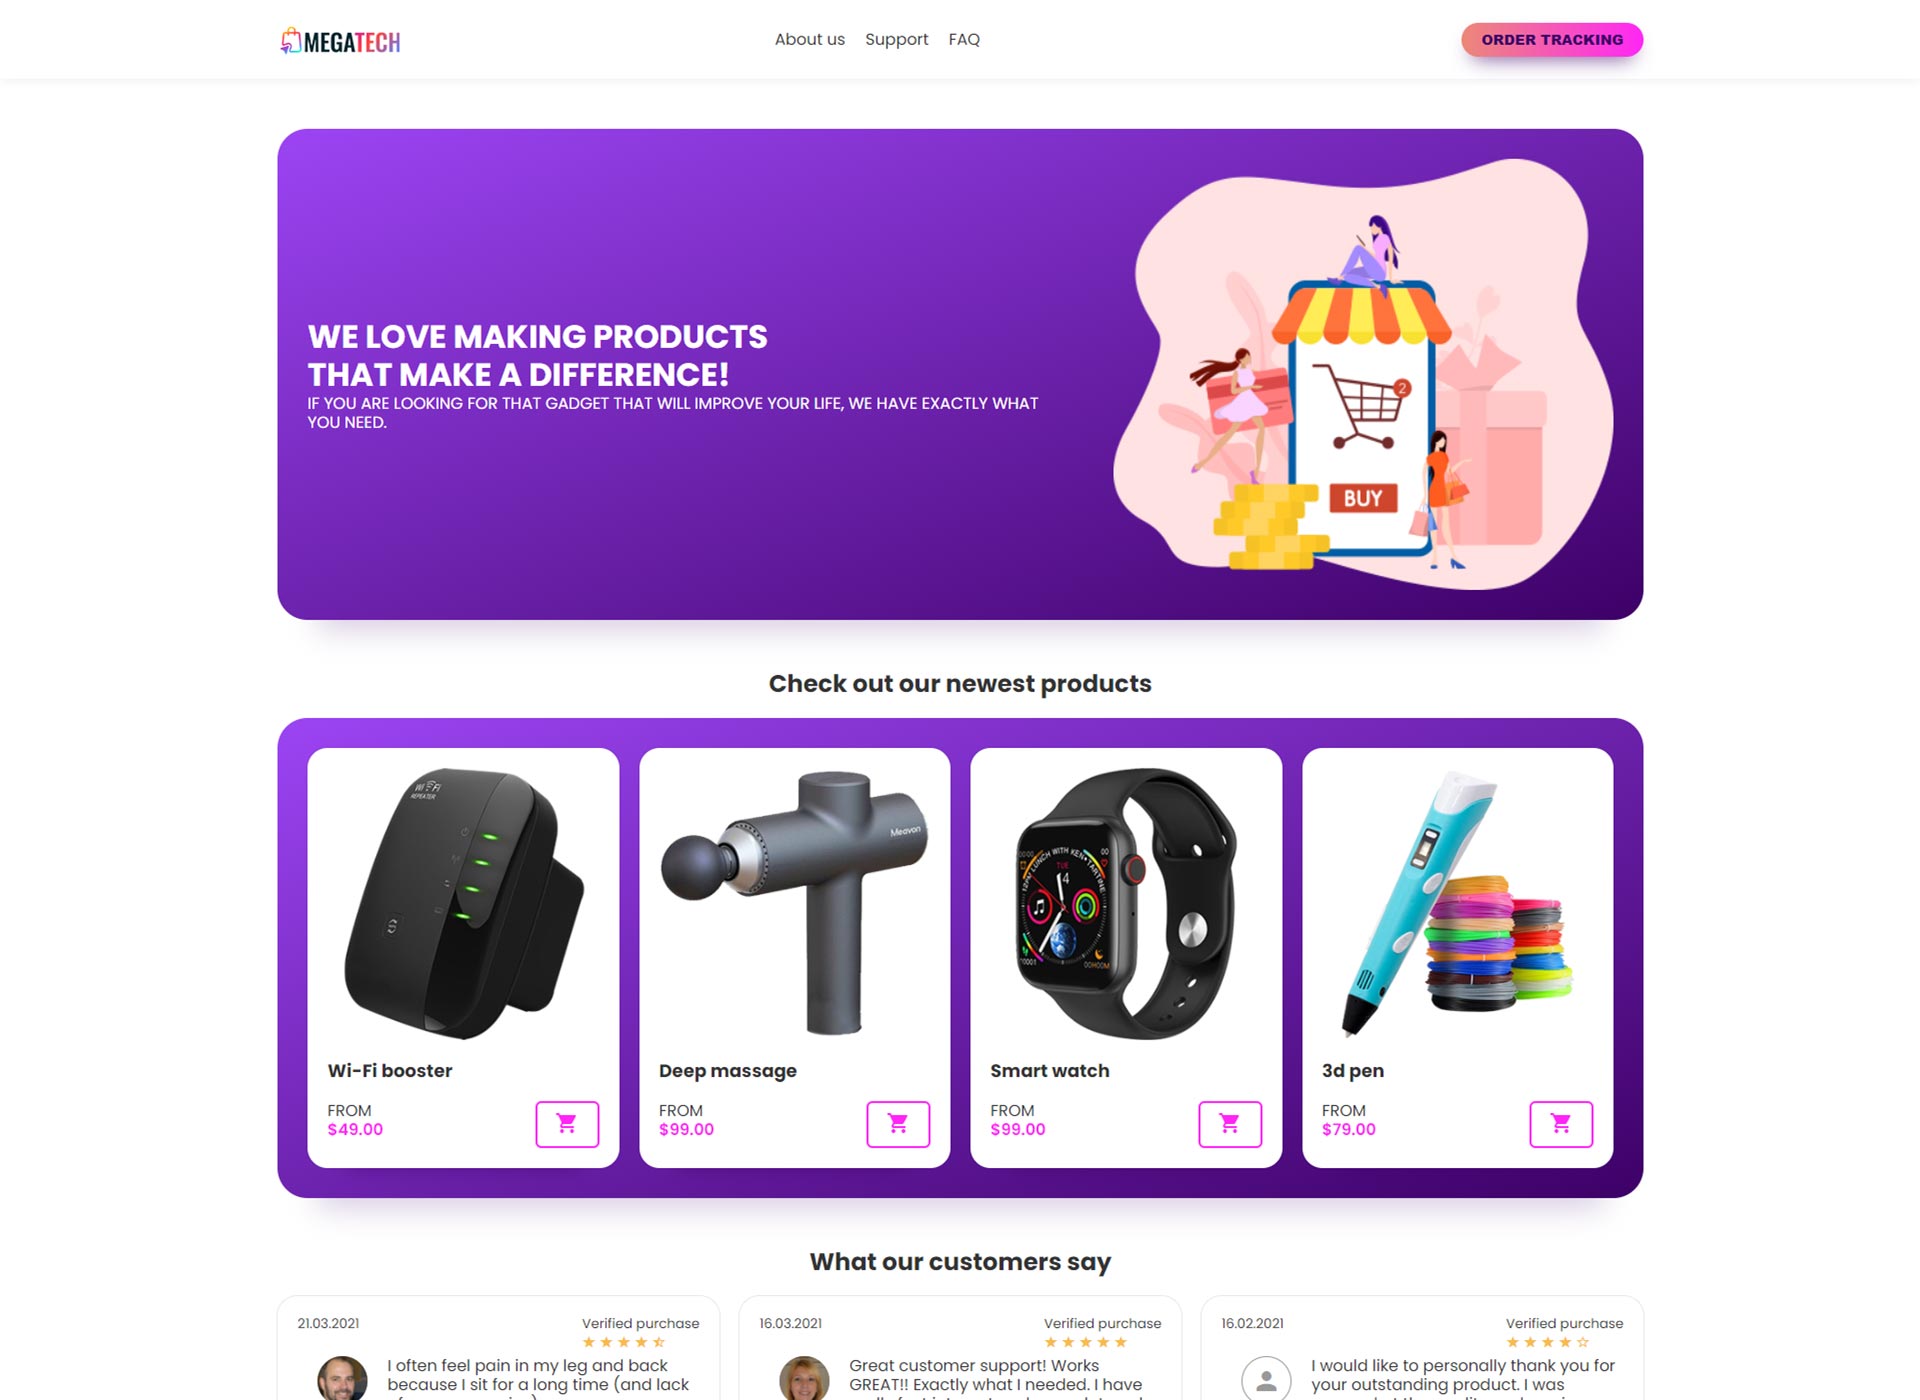 MEGATECH
About us
Support
FAQ
ORDER TRACKING
WE LOVE MAKING PRODUCTS
THAT MAKE A DIFFERENCE!
IF YOU ARE LOOKING FOR THAT GADGET THAT WILL IMPROVE YOUR LIFE, WE HAVE EXACTLY WHAT
YOU NEED.
2
BUY
Check out our newest products
Wi-Fi
REPEATER
Meavon
Wi-Fi booster
FROM
$49.00
Deep massage
FROM
$99.00
Smart watch
FROM
$99.00
3d pen
FROM
$79.00
What our customers say
21.03.2021
Verified purchase
I often feel pain in my leg and back
because I sit for a long time (and lack
16.03.2021
Verified purchase
Great customer support! Works
GREAT!! Exactly what I needed. I have
16.02.2021
Verified purchase
I would like to personally thank you for
your outstanding product. I was